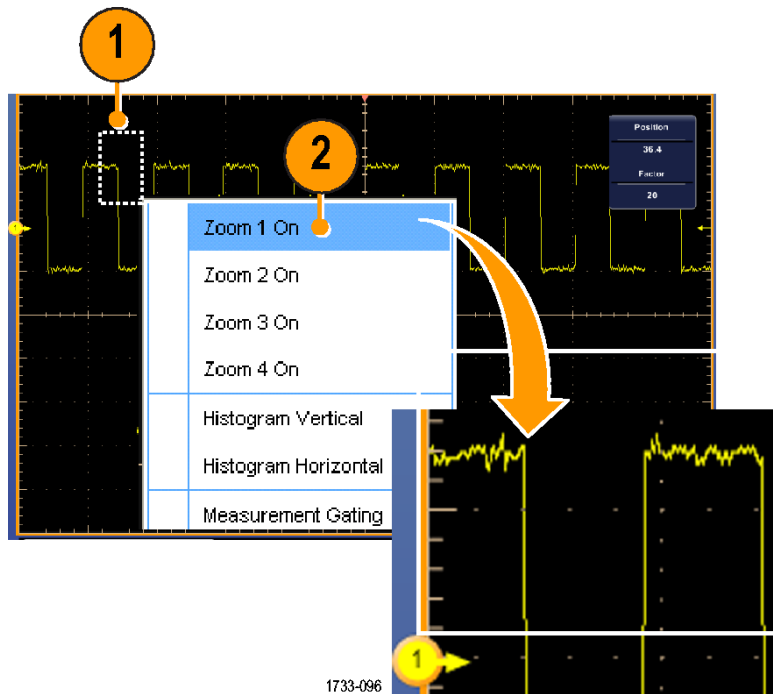 1
2
Position
36.4
Factor
20
1
Zoom 1 On
Zoom 2 On
Zoom 3 On
Zoom 4 On
Histogram Vertical
Histogram Horizontal
Measurement Gating
1
1733-096